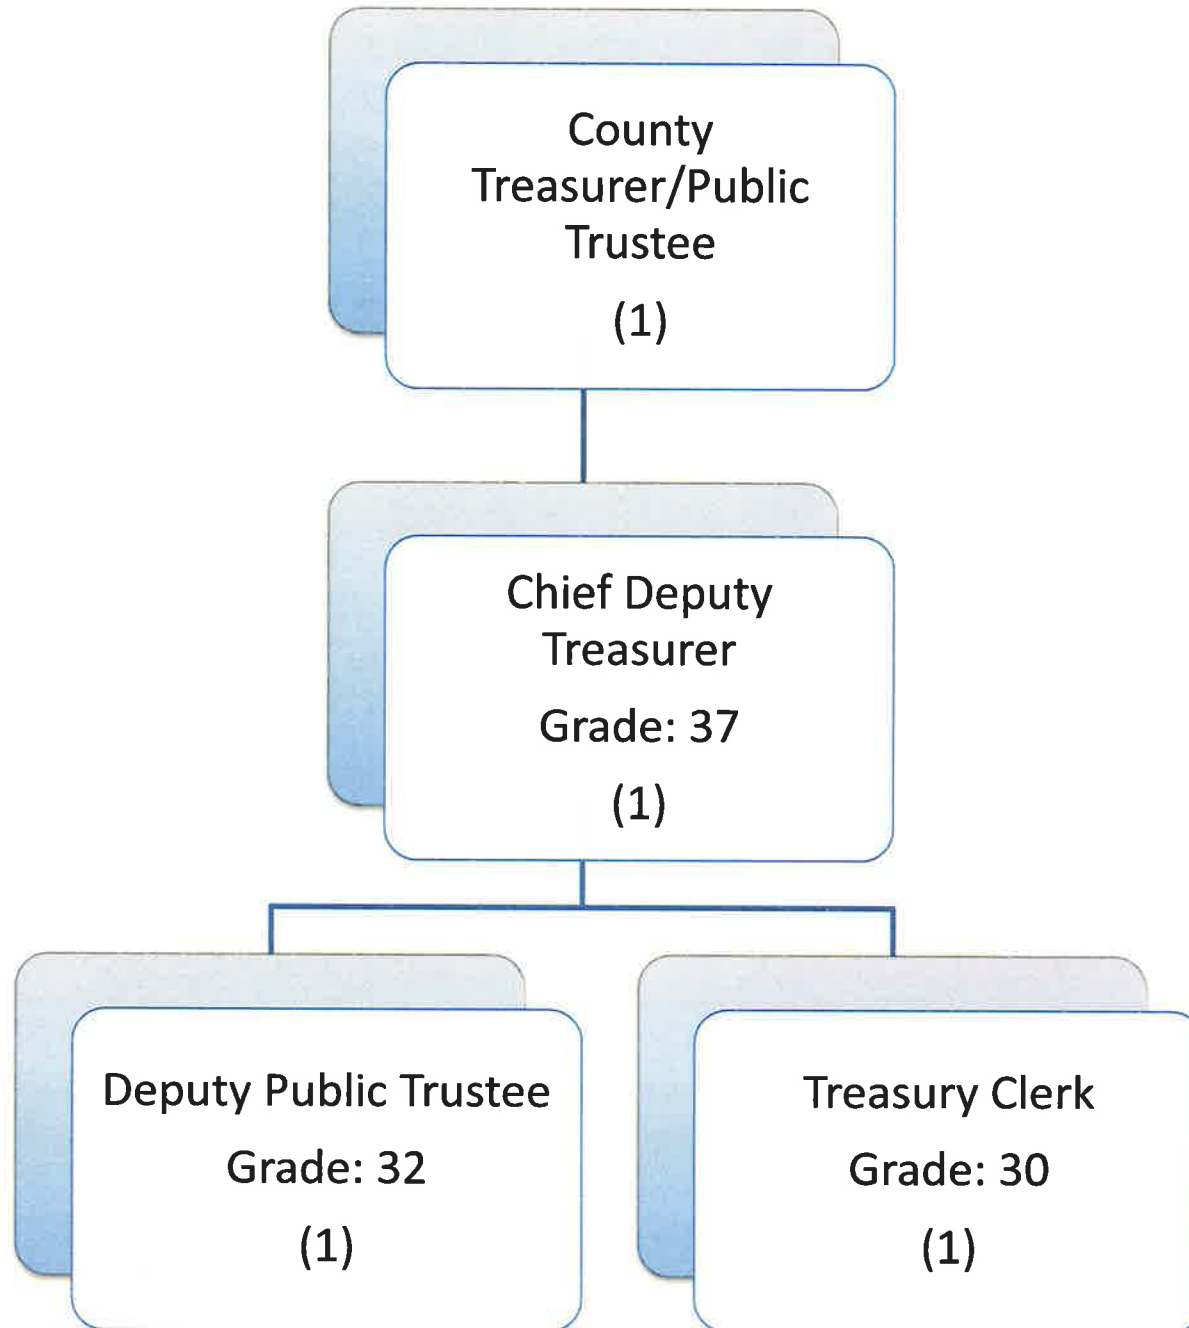 County
Treasurer/Public
Trustee
(1)
Chief Deputy
Treasurer
Grade: 37
(1)
Deputy Public Trustee
Grade: 32
(1)
Treasury Clerk
Grade: 30
(1)